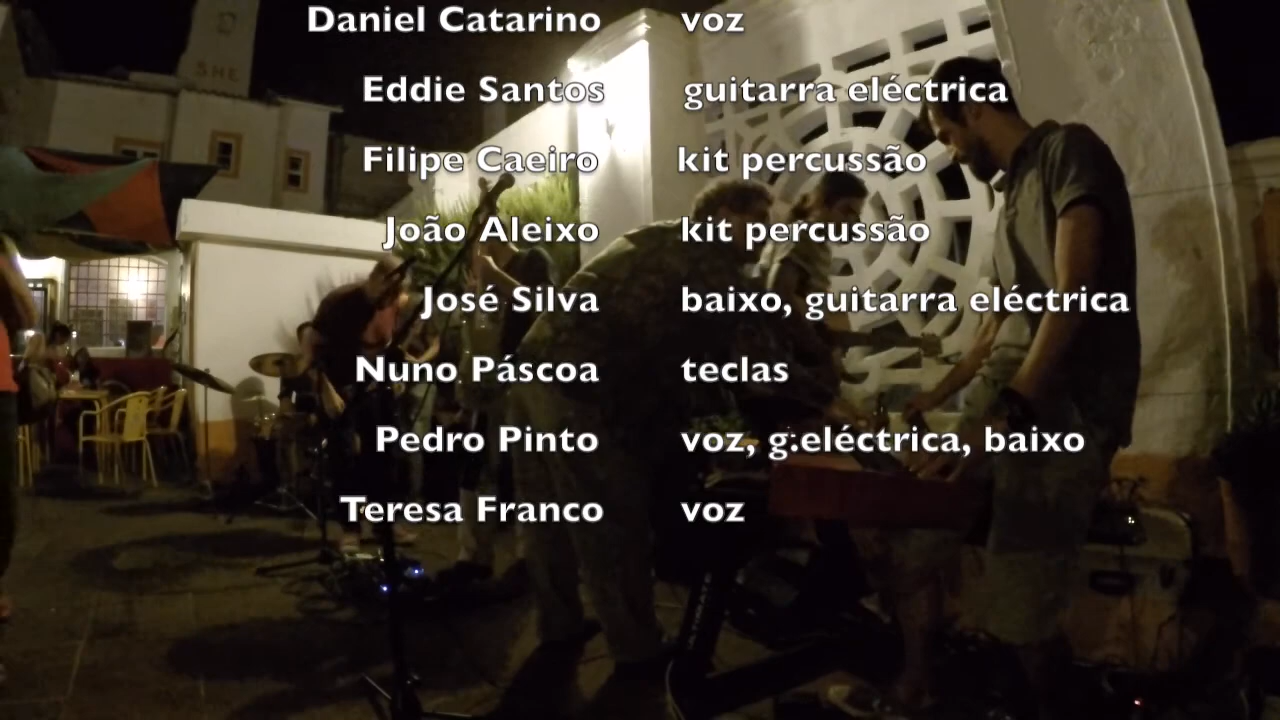 SHE
Daniel Catarino voz
Eddie Santos guitarra eléctrica
Filipe Caeiro kit percussão
João Aleixo kit percussão
José Silva baixo, guitarra eléctrica
Nuno Páscoa teclas
Pedro Pinto voz, g.eléctrica, baixo
Teresa Franco voz